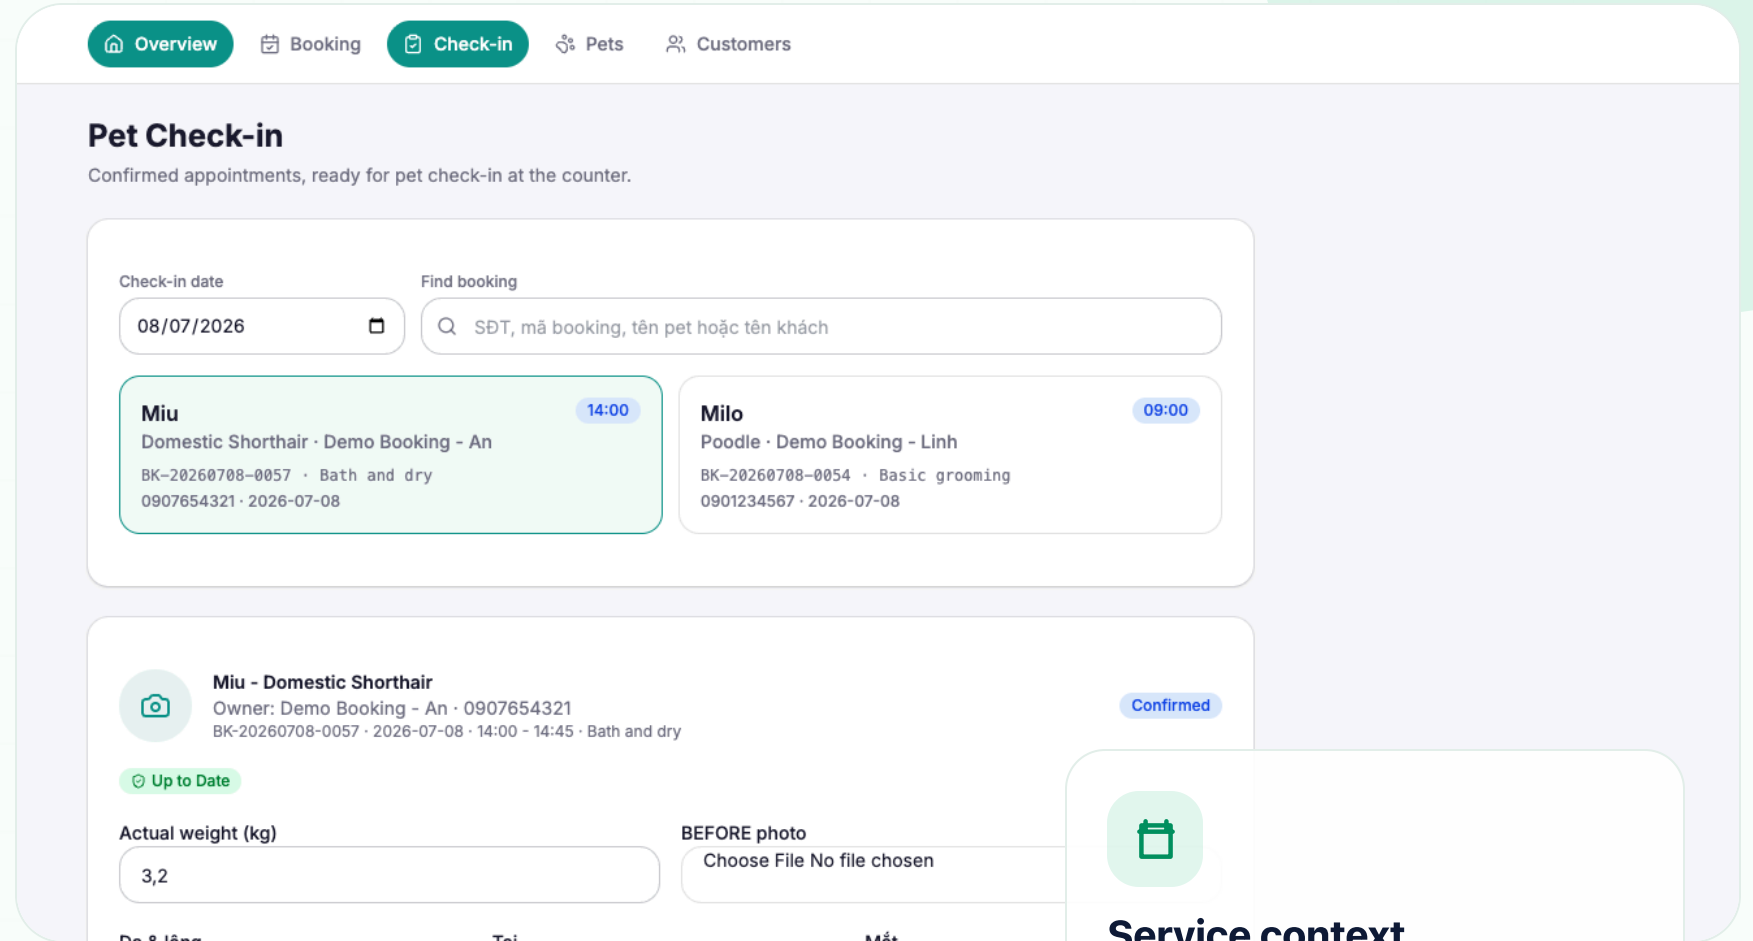 Overview
Booking
Check-in
Pets
Customers
Pet Check-in
Confirmed appointments, ready for pet check-in at the counter.
Check-in date
Find booking
08/07/2026
SĐT, mã booking, tên pet hoặc tên khách
Miu
14:00
Domestic Shorthair · Demo Booking - An
BK-20260708-0057 · Bath and dry
0907654321 · 2026-07-08
Milo
09:00
Poodle · Demo Booking - Linh
BK-20260708-0054 · Basic grooming
0901234567 · 2026-07-08
Miu - Domestic Shorthair
Owner: Demo Booking - An · 0907654321
BK-20260708-0057 · 2026-07-08 · 14:00 - 14:45 · Bath and dry
Confirmed
Up to Date
Actual weight (kg)
3,2
BEFORE photo
Choose File No file chosen
Service context